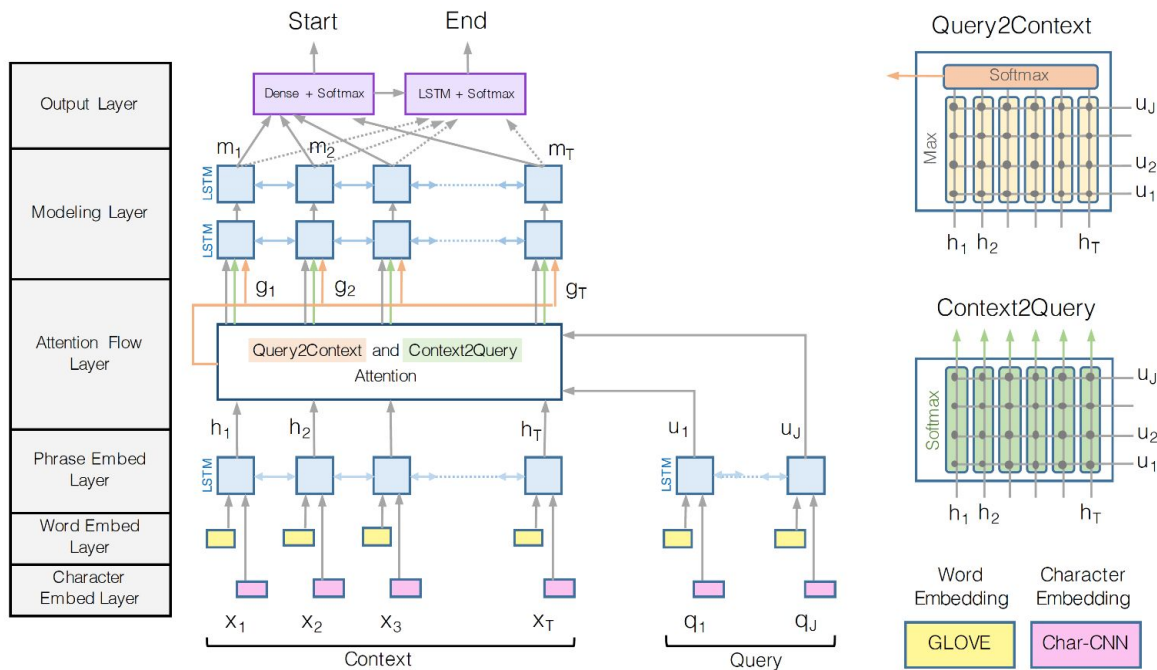 Start End
Output Layer
Dense + Softmax LSTM + Softmax
m1 m2 mT
LSTM
Modeling Layer
LSTM
g1 g2 gT
Attention Flow
Layer
Query2Context and Context2Query
Attention
h1 h2 hT u1 uJ
Phrase Embed
Layer
LSTM LSTM
Word Embed
Layer
Character
Embed Layer
x1 x2 x3 xT q1 qJ
Context Query
Query2Context
Softmax
Max
uJ
u2
u1
h1 h2 hT
Context2Query
Softmax
uJ
u2
u1
h1 h2 hT
Word
Embedding
GLOVE
Character
Embedding
Char-CNN